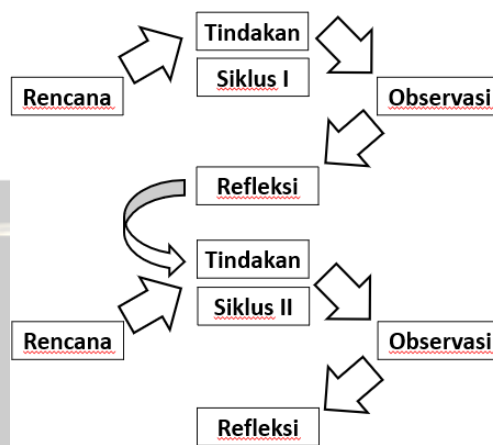 Tindakan
Siklus I
Rencana
Observasi
Refleksi
Tindakan
Siklus II
Rencana
Observasi
Refleksi